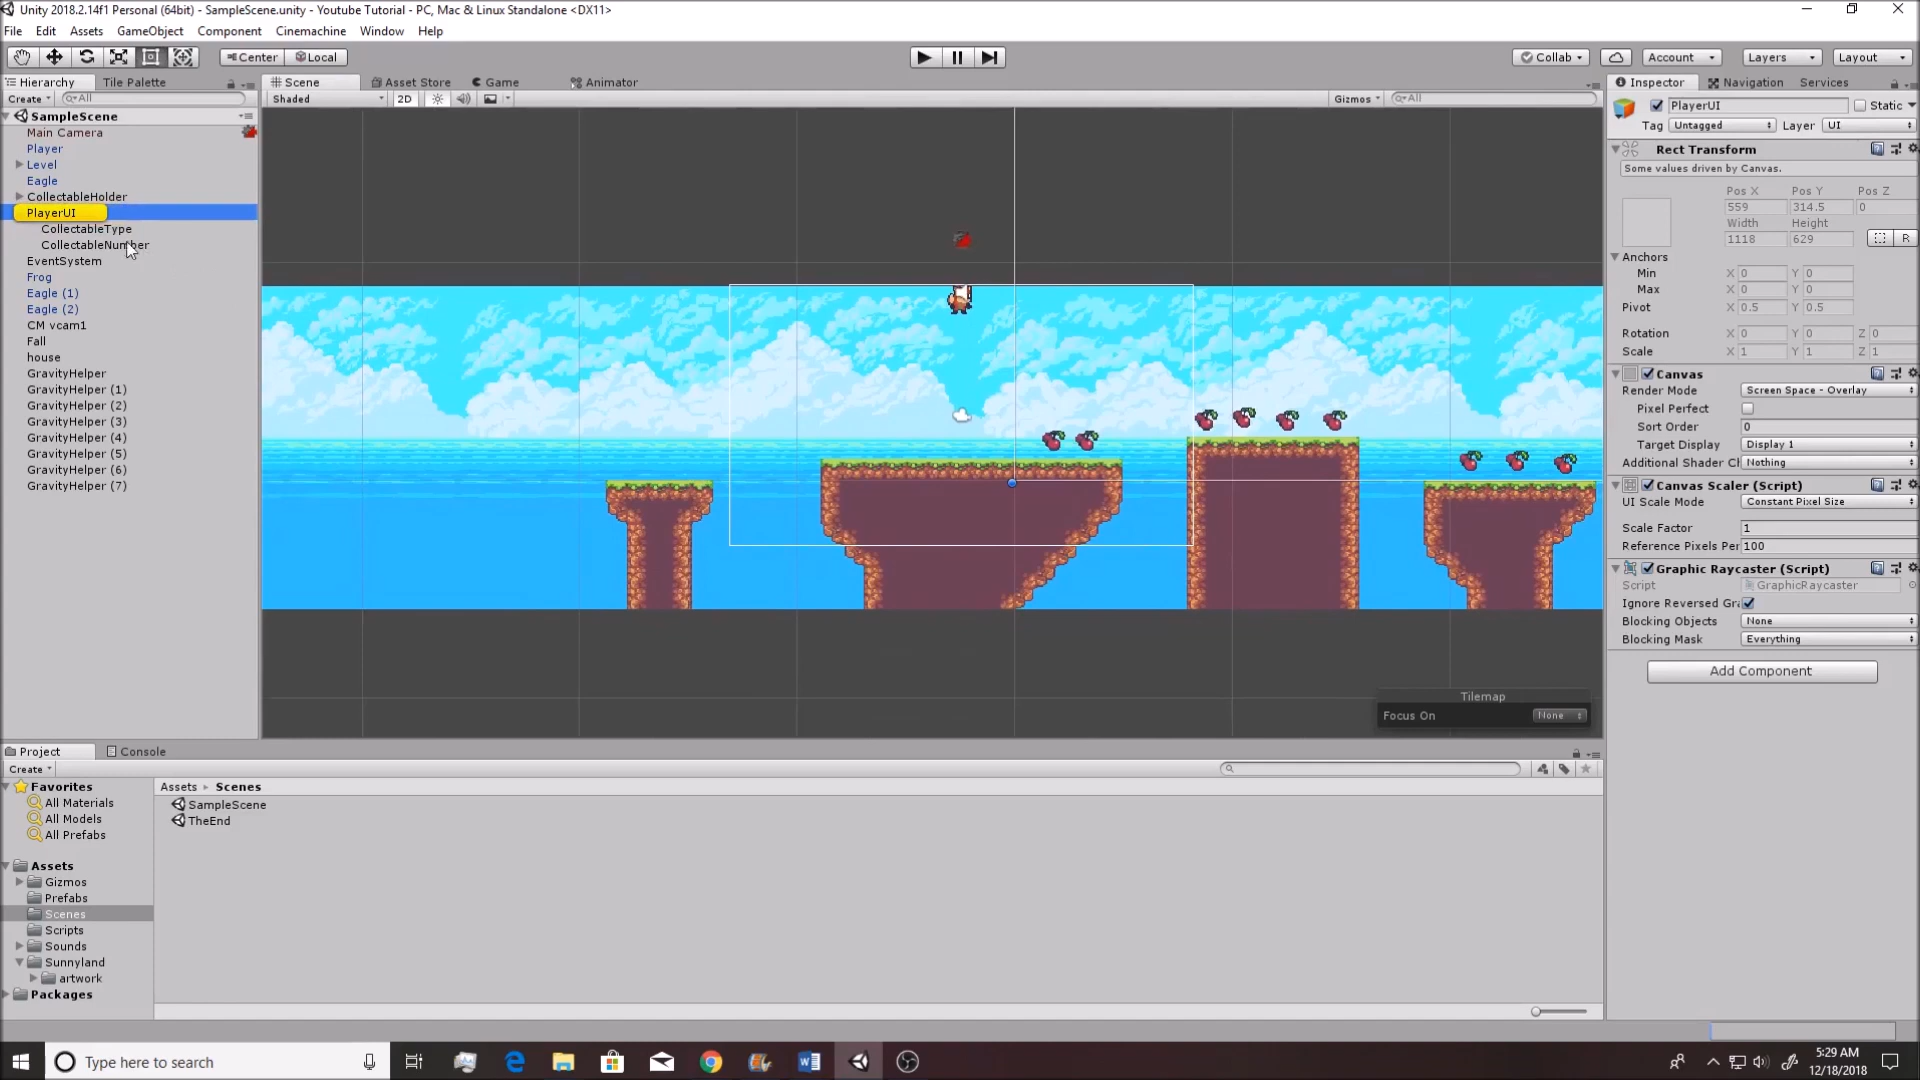 Unity 2018.2.14f1 Personal (64bit) - SampleScene.unity - Youtube Tutorial - PC, Mac & Linux Standalone <DX11>
File Edit Assets GameObject Component Cinemachine Window Help
Center Local Collab Account Layers Layout
Hierarchy Tile Palette Scene Asset Store Game Animator Inspector Navigation Services
Create All Shaded 2D Gizmos All
SampleScene
Main Camera
Player
Level
Eagle
CollectableHolder
PlayerUI
CollectableType
CollectableNumber
EventSystem
Frog
Eagle (1)
Eagle (2)
CM vcam1
Fall
house
GravityHelper
GravityHelper (1)
GravityHelper (2)
GravityHelper (3)
GravityHelper (4)
GravityHelper (5)
GravityHelper (6)
GravityHelper (7)
Tilemap
Focus On None
PlayerUI Static
Tag Untagged Layer UI
Rect Transform
Some values driven by Canvas.
Pos X Pos Y Pos Z
559 314.5 0
Width Height
1118 629 R
Anchors
Min X 0 Y 0
Max X 0 Y 0
Pivot X 0.5 Y 0.5
Rotation X 0 Y 0 Z 0
Scale X 1 Y 1 Z 1
Canvas
Render Mode Screen Space - Overlay
Pixel Perfect
Sort Order 0
Target Display Display 1
Additional Shader Cl Nothing
Canvas Scaler (Script)
UI Scale Mode Constant Pixel Size
Scale Factor 1
Reference Pixels Per 100
Graphic Raycaster (Script)
Script GraphicRaycaster
Ignore Reversed Gra
Blocking Objects None
Blocking Mask Everything
Add Component
Project Console
Create
Favorites
All Materials
All Models
All Prefabs
Assets
Gizmos
Prefabs
Scenes
Scripts
Sounds
Sunnyland
artwork
Packages
Assets Scenes
SampleScene
TheEnd
Type here to search
5:29 AM
12/18/2018